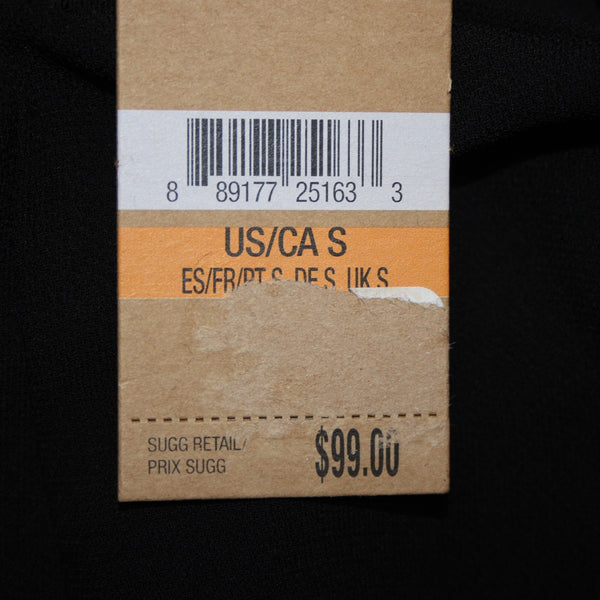 8 89177 25163 3
US/CA S
ES/FR/PT S DE S UK S
SUGG RETAIL/
PRIX SUGG
$99.00